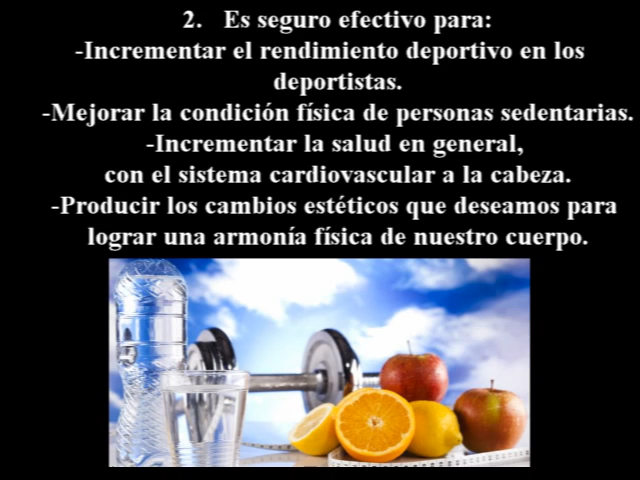 2. Es seguro efectivo para:
-Incrementar el rendimiento deportivo en los
deportistas.
-Mejorar la condición física de personas sedentarias.
-Incrementar la salud en general,
con el sistema cardiovascular a la cabeza.
-Producir los cambios estéticos que deseamos para
lograr una armonía física de nuestro cuerpo.